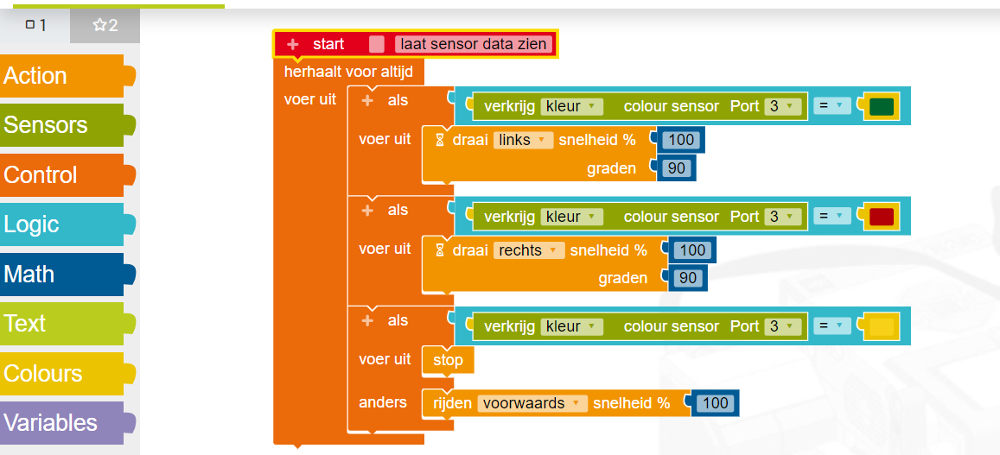 1
2
Action
Sensors
Control
Logic
Math
Text
Colours
Variables
+ start laat sensor data zien
herhaalt voor altijd
voer uit + als verkrijg kleur colour sensor Port 3 =
voer uit draai links snelheid % 100
graden 90
+ als verkrijg kleur colour sensor Port 3 =
voer uit draai rechts snelheid % 100
graden 90
+ als verkrijg kleur colour sensor Port 3 =
voer uit stop
anders rijden voorwaards snelheid % 100